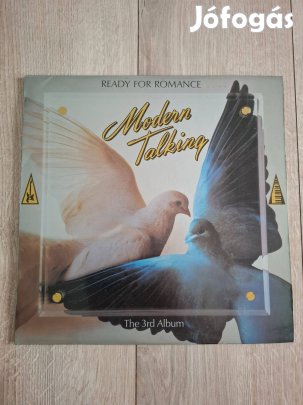 Jófogás
READY FOR ROMANCE
Modern
Talking
The 3rd Album